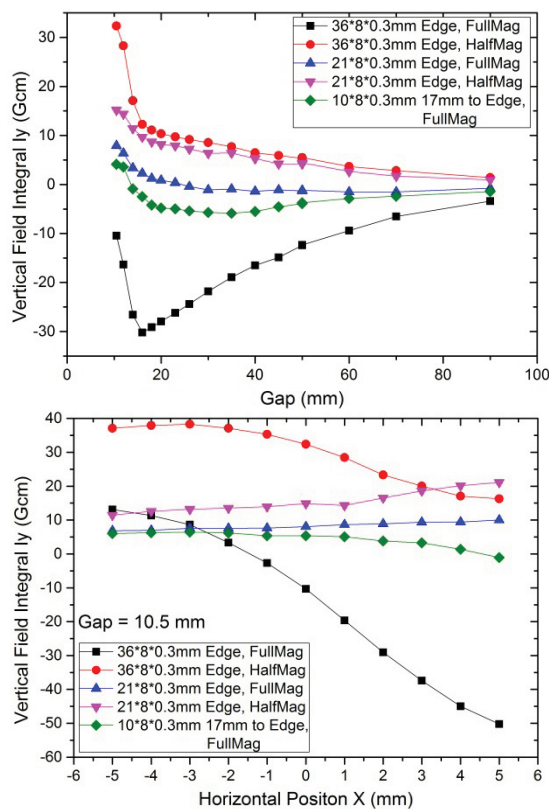 36*8*0.3mm Edge, FullMag
36*8*0.3mm Edge, HalfMag
21*8*0.3mm Edge, FullMag
21*8*0.3mm Edge, HalfMag
10*8*0.3mm 17mm to Edge,
FullMag
Vertical Field Integral Iy (Gcm)
30
20
10
0
-10
-20
-30
0 20 40 60 80 100
Gap (mm)
Vertical Field Integral Iy (Gcm)
40
30
20
10
0
-10
-20
-30
-40
-50
-60
Gap = 10.5 mm
36*8*0.3mm Edge, FullMag
36*8*0.3mm Edge, HalfMag
21*8*0.3mm Edge, FullMag
21*8*0.3mm Edge, HalfMag
10*8*0.3mm 17mm to Edge,
FullMag
-6 -5 -4 -3 -2 -1 0 1 2 3 4 5 6
Horizontal Positon X (mm)